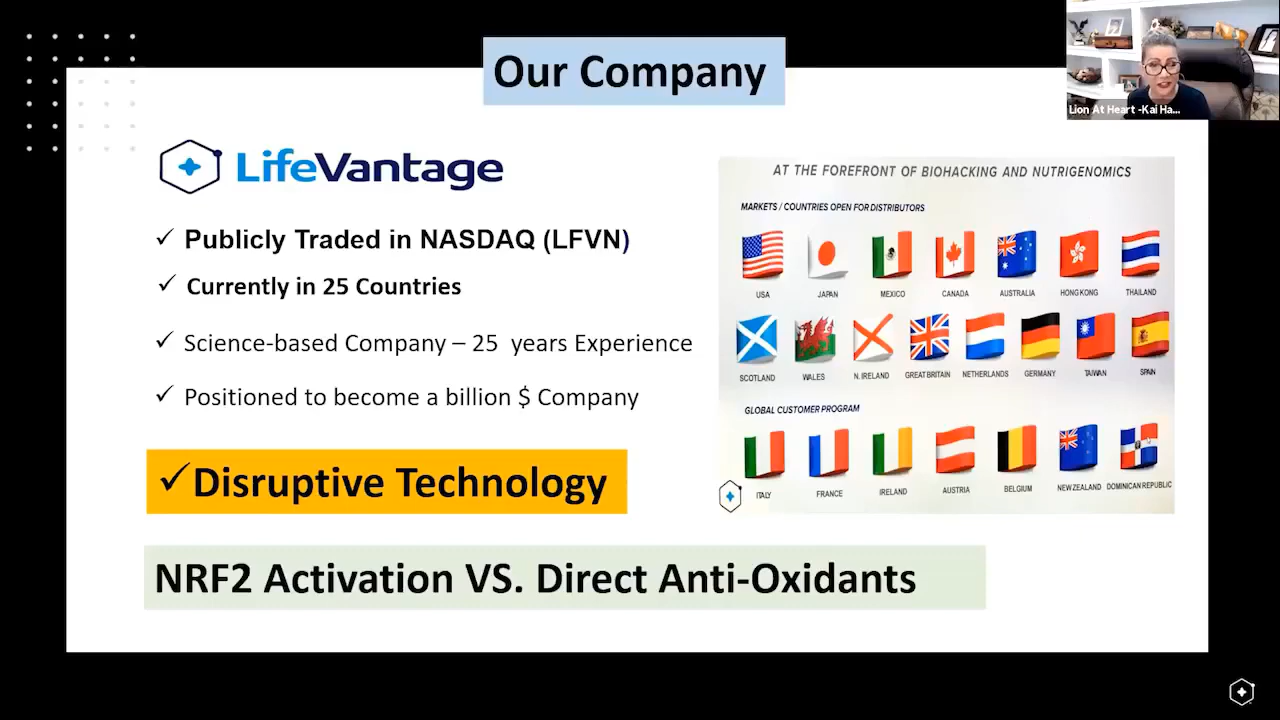 Our Company
Lion At Heart -Kai Ha...
LifeVantage
✓ Publicly Traded in NASDAQ (LFVN)
✓ Currently in 25 Countries
✓ Science-based Company – 25 years Experience
✓ Positioned to become a billion $ Company
✓Disruptive Technology
NRF2 Activation VS. Direct Anti-Oxidants
AT THE FOREFRONT OF BIOHACKING AND NUTRIGENOMICS
MARKETS / COUNTRIES OPEN FOR DISTRIBUTORS
USA JAPAN MEXICO CANADA AUSTRALIA HONG KONG THAILAND
SCOTLAND WALES N. IRELAND GREAT BRITAIN NETHERLANDS GERMANY TAIWAN SPAIN
GLOBAL CUSTOMER PROGRAM
ITALY FRANCE IRELAND AUSTRIA BELGIUM NEW ZEALAND DOMINICAN REPUBLIC